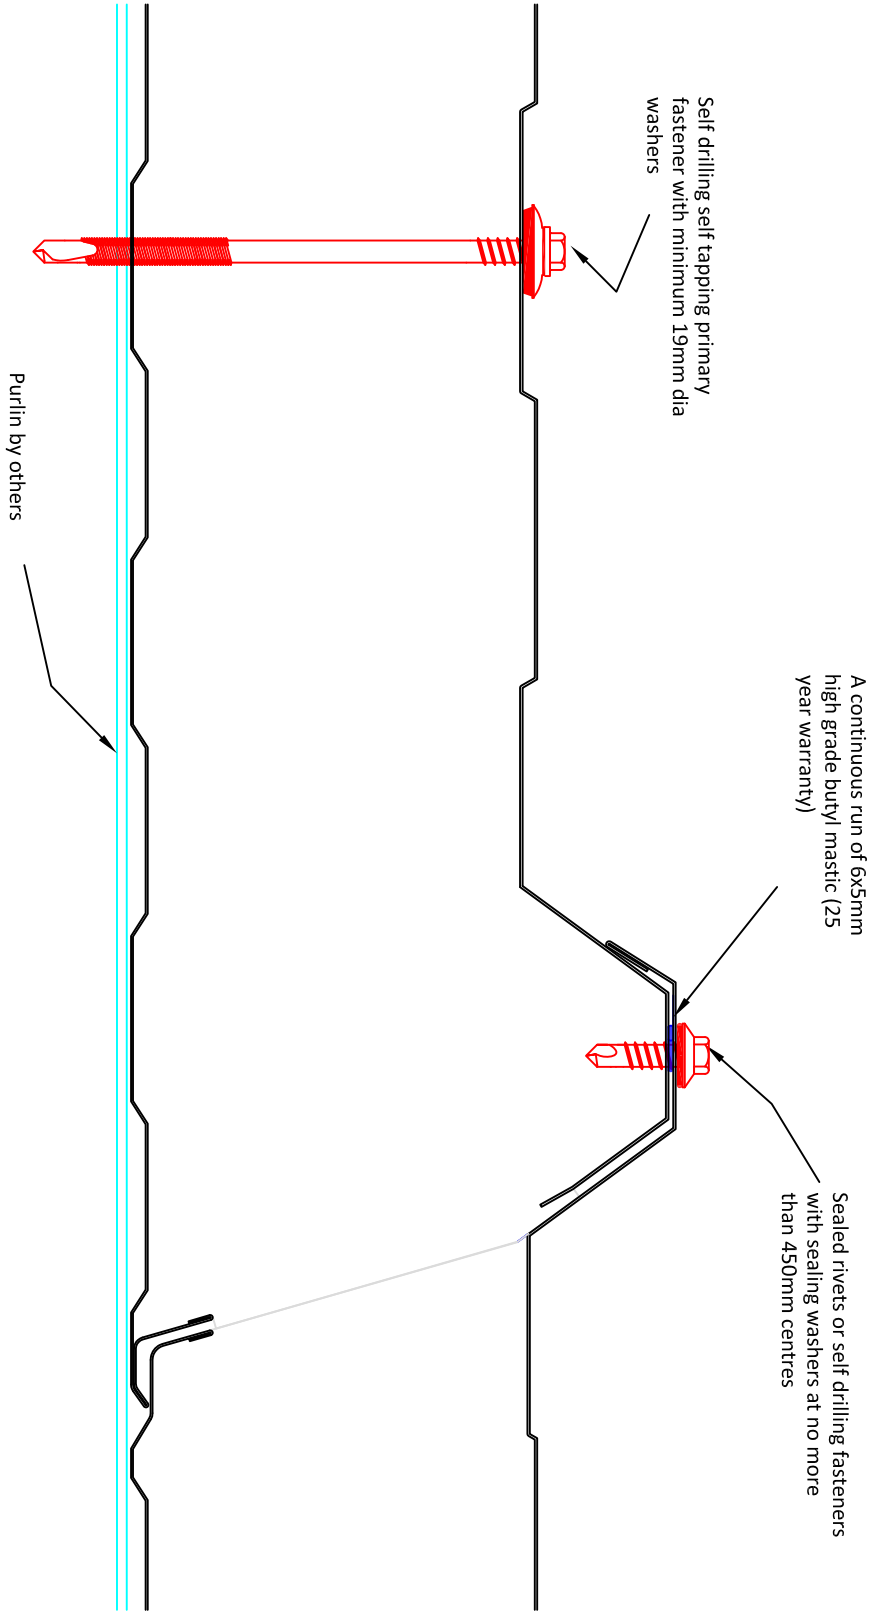 Self drilling self tapping primary
fastener with minimum 19mm dia
washers
Purlin by others
A continuous run of 6x5mm
high grade butyl mastic (25
year warranty)
Sealed rivets or self drilling fasteners
with sealing washers at no more
than 450mm centres